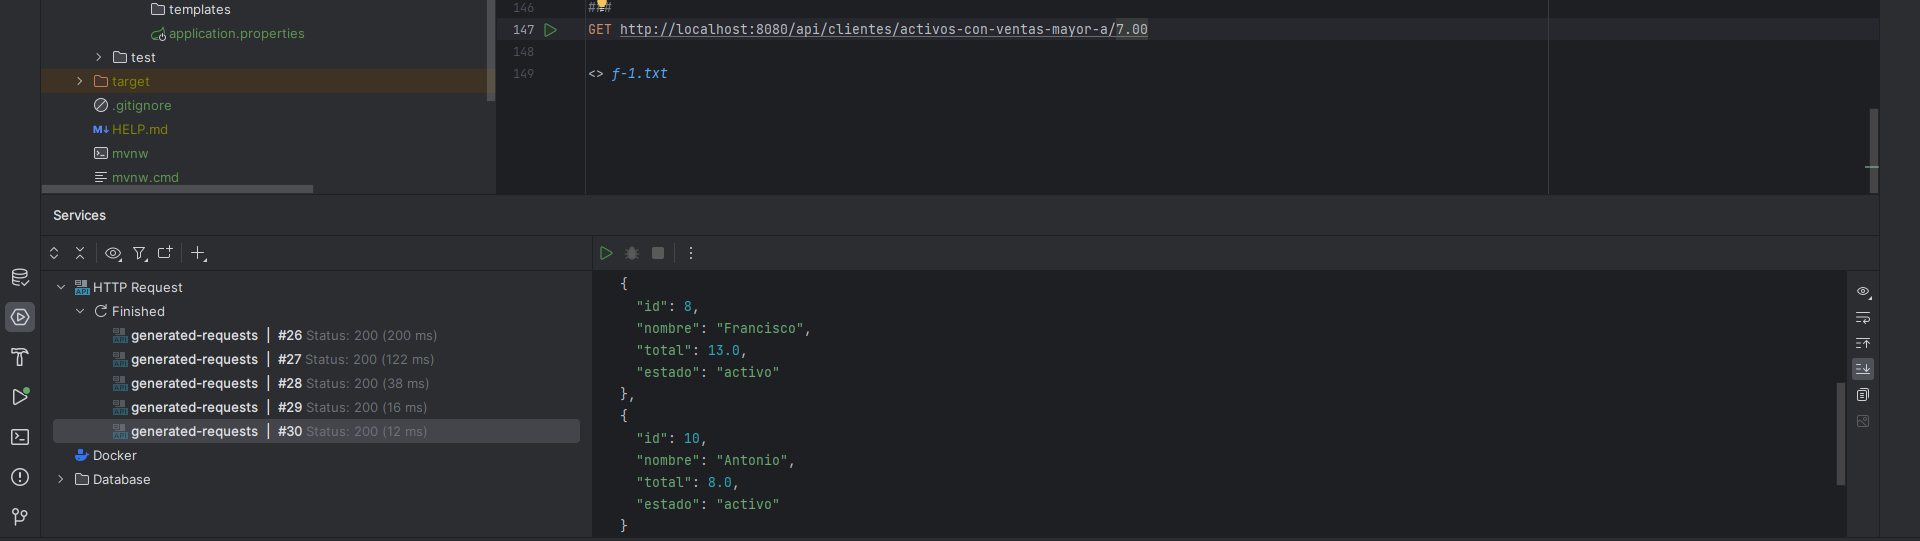 templates
application.properties
test
target
.gitignore
M↓ HELP.md
mvnw
mvnw.cmd
146 ###
147 GET http://localhost:8080/api/clientes/activos-con-ventas-mayor-a/7.00
148
149 <> f-1.txt
Services
HTTP Request
Finished
generated-requests | #26 Status: 200 (200 ms)
generated-requests | #27 Status: 200 (122 ms)
generated-requests | #28 Status: 200 (38 ms)
generated-requests | #29 Status: 200 (16 ms)
generated-requests | #30 Status: 200 (12 ms)
Docker
Database
{
"id": 8,
"nombre": "Francisco",
"total": 13.0,
"estado": "activo"
},
{
"id": 10,
"nombre": "Antonio",
"total": 8.0,
"estado": "activo"
}